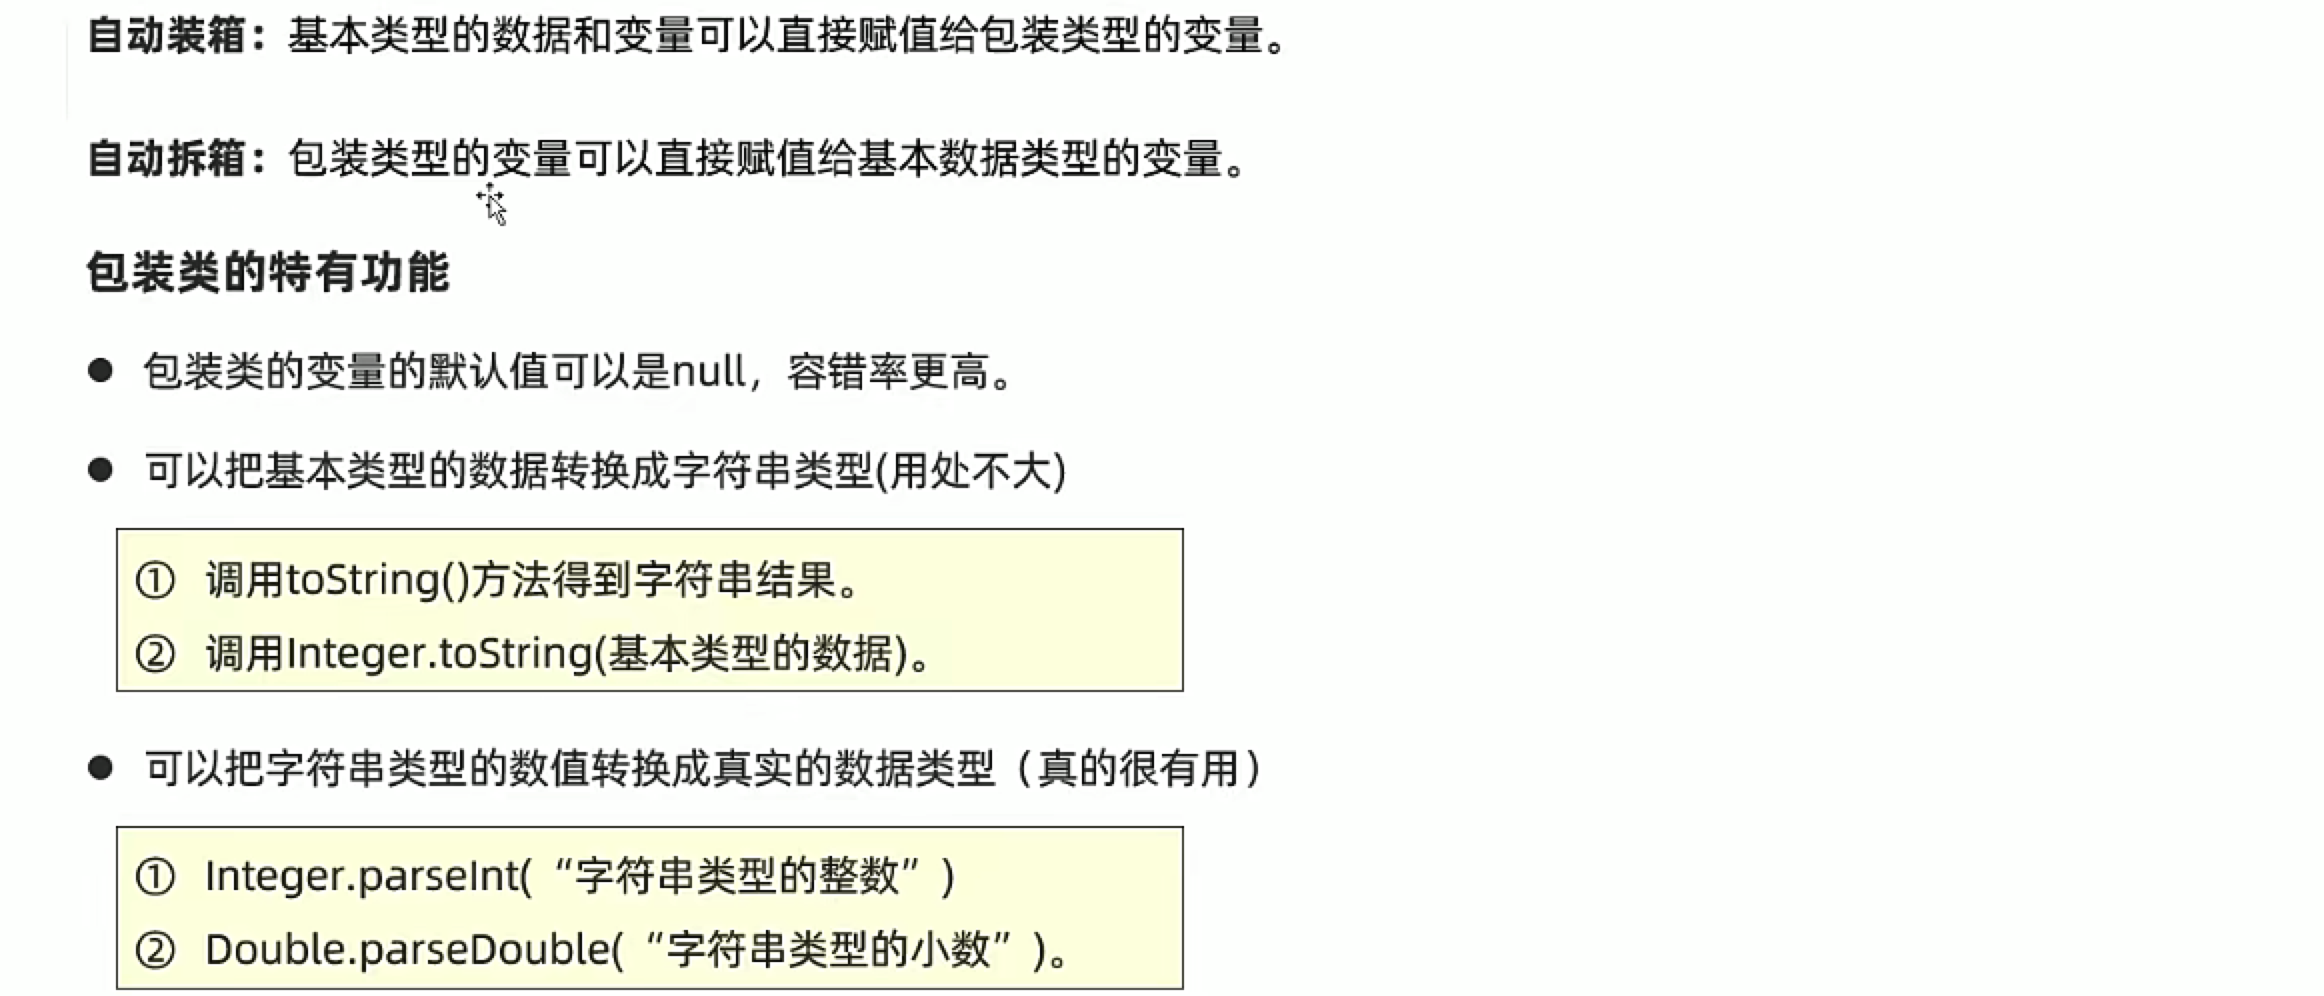 自动装箱：基本类型的数据和变量可以直接赋值给包装类型的变量。
自动拆箱：包装类型的变量可以直接赋值给基本数据类型的变量。
包装类的特有功能
● 包装类的变量的默认值可以是null，容错率更高。
● 可以把基本类型的数据转换成字符串类型(用处不大)
① 调用toString()方法得到字符串结果。
② 调用Integer.toString(基本类型的数据)。
● 可以把字符串类型的数值转换成真实的数据类型（真的很有用）
① Integer.parseInt(“字符串类型的整数”)
② Double.parseDouble(“字符串类型的小数”)。